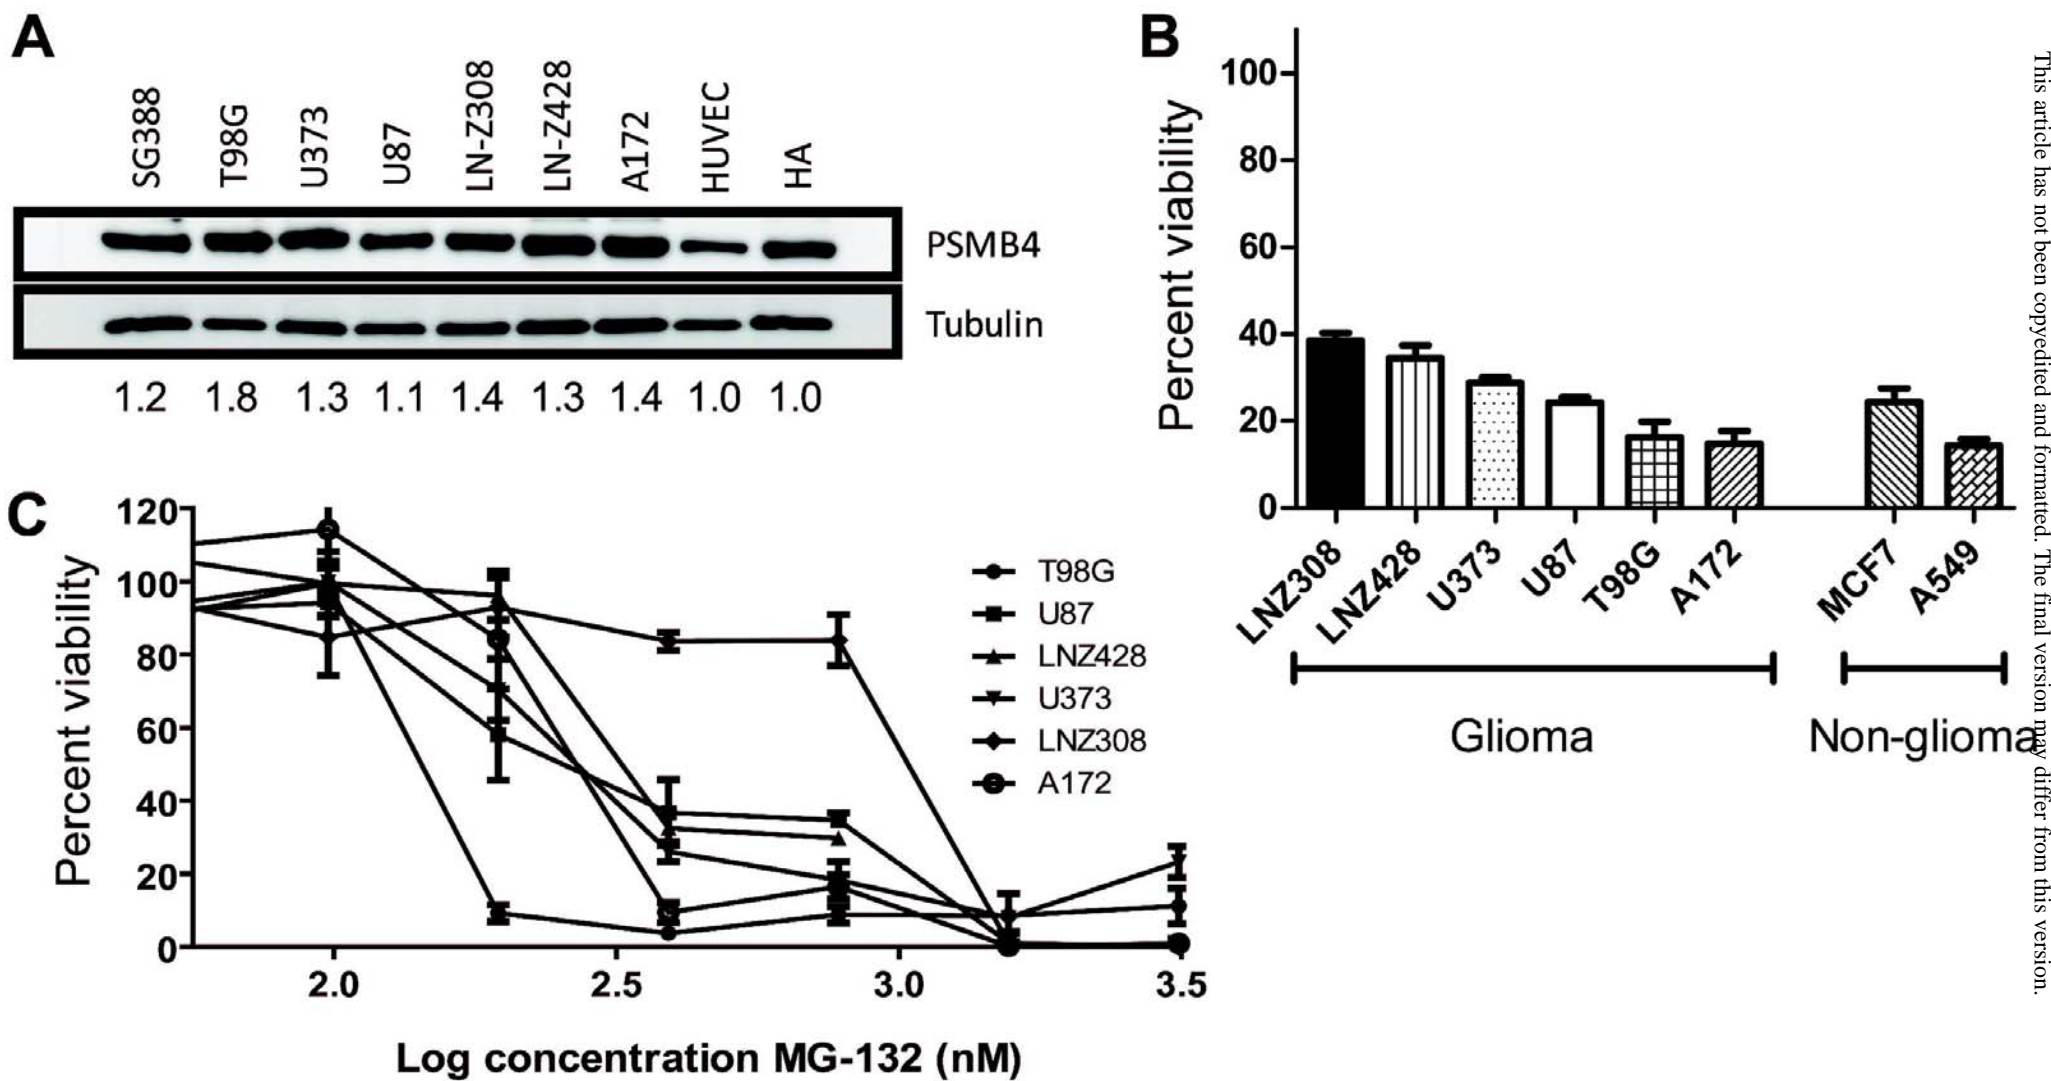 A
SG388
T98G
U373
U87
LN-Z308
LN-Z428
A172
HUVEC
HA
PSMB4
Tubulin
1.2 1.8 1.3 1.1 1.4 1.3 1.4 1.0 1.0
B
Percent viability
100
80
60
40
20
0
LNZ308
LNZ428
U373
U87
T98G
A172
MCF7
A549
Glioma
Non-glioma
C
Percent viability
120
100
80
60
40
20
0
2.0 2.5 3.0 3.5
Log concentration MG-132 (nM)
T98G
U87
LNZ428
U373
LNZ308
A172
This article has not been copyedited and formatted. The final version may differ from this version.